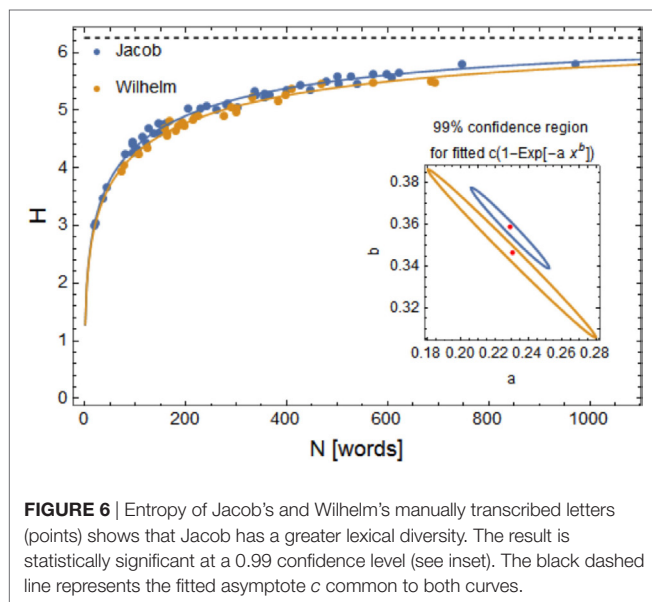 6
5
4
3
2
1
0
H
Jacob
Wilhelm
99% confidence region
for fitted c(1−Exp[−a x^b])
0.38
0.36
0.34
0.32
b
0.18 0.20 0.22 0.24 0.26 0.28
a
0 200 400 600 800 1000
N [words]
FIGURE 6 | Entropy of Jacob’s and Wilhelm’s manually transcribed letters
(points) shows that Jacob has a greater lexical diversity. The result is
statistically significant at a 0.99 confidence level (see inset). The black dashed
line represents the fitted asymptote c common to both curves.